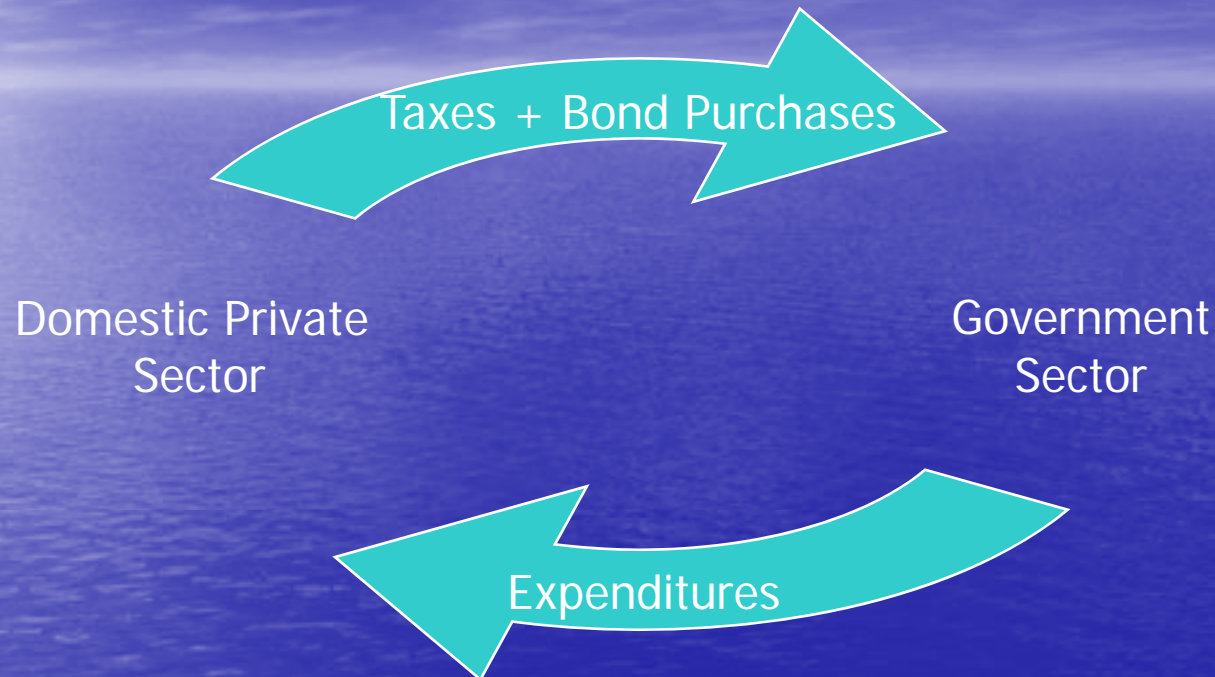 Taxes + Bond Purchases
Domestic Private
Sector
Government
Sector
Expenditures